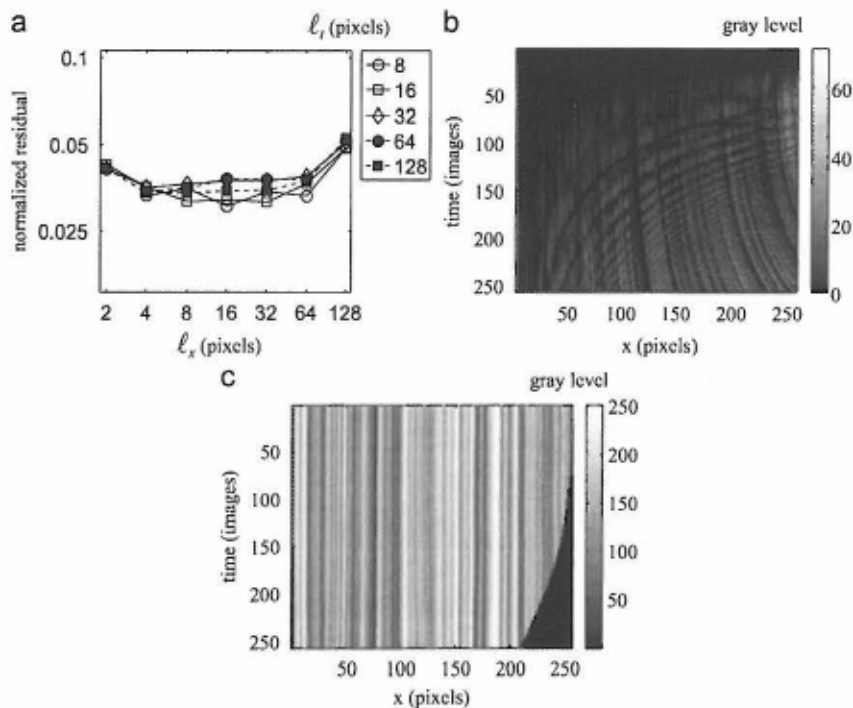 a
ℓt (pixels)
0.1
0.05
0.025
normalized residual
2 4 8 16 32 64 128
ℓx (pixels)
8
16
32
64
128
b
gray level
50
100
150
200
250
time (images)
50 100 150 200 250
x (pixels)
60
40
20
0
c
gray level
50
100
150
200
250
time (images)
50 100 150 200 250
x (pixels)
250
200
150
100
50